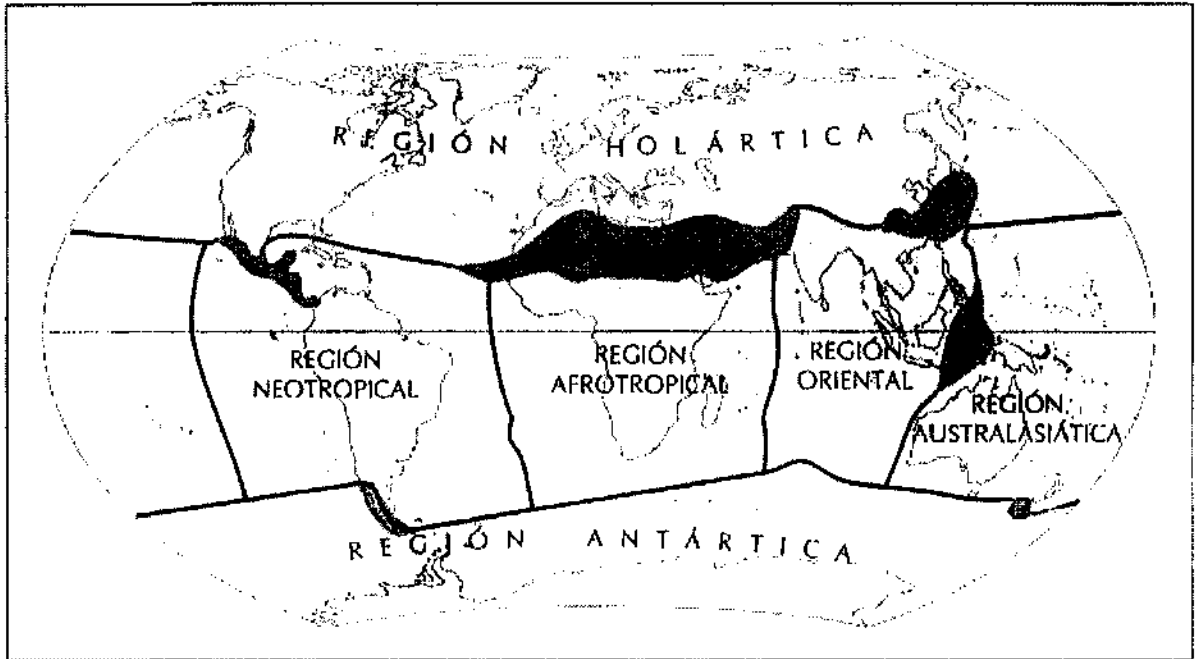 REGIÓN HOLÁRTICA
REGIÓN
NEOTROPICAL
REGIÓN
AFROTROPICAL
REGIÓN
ORIENTAL
REGIÓN
AUSTRALASIÁTICA
REGIÓN ANTÁRTICA